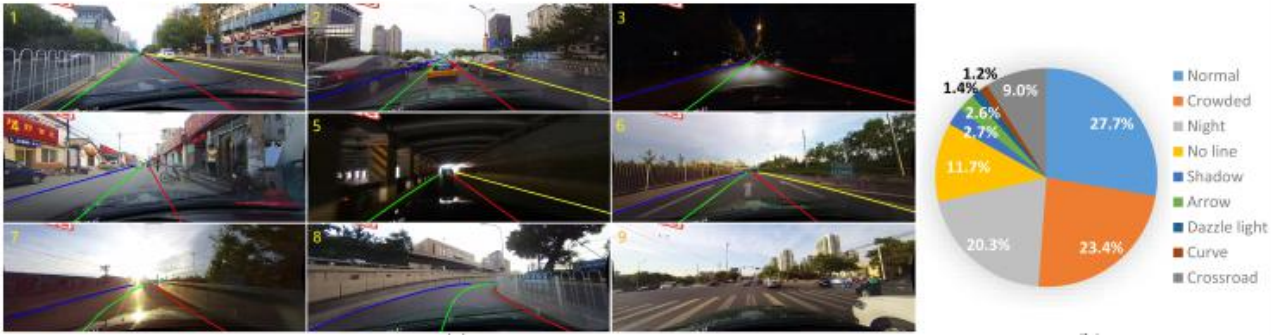 1
2
3
4
5
6
7
8
9
1.2%
1.4%
9.0%
2.6%
2.7%
11.7%
20.3%
27.7%
23.4%
Normal
Crowded
Night
No line
Shadow
Arrow
Dazzle light
Curve
Crossroad